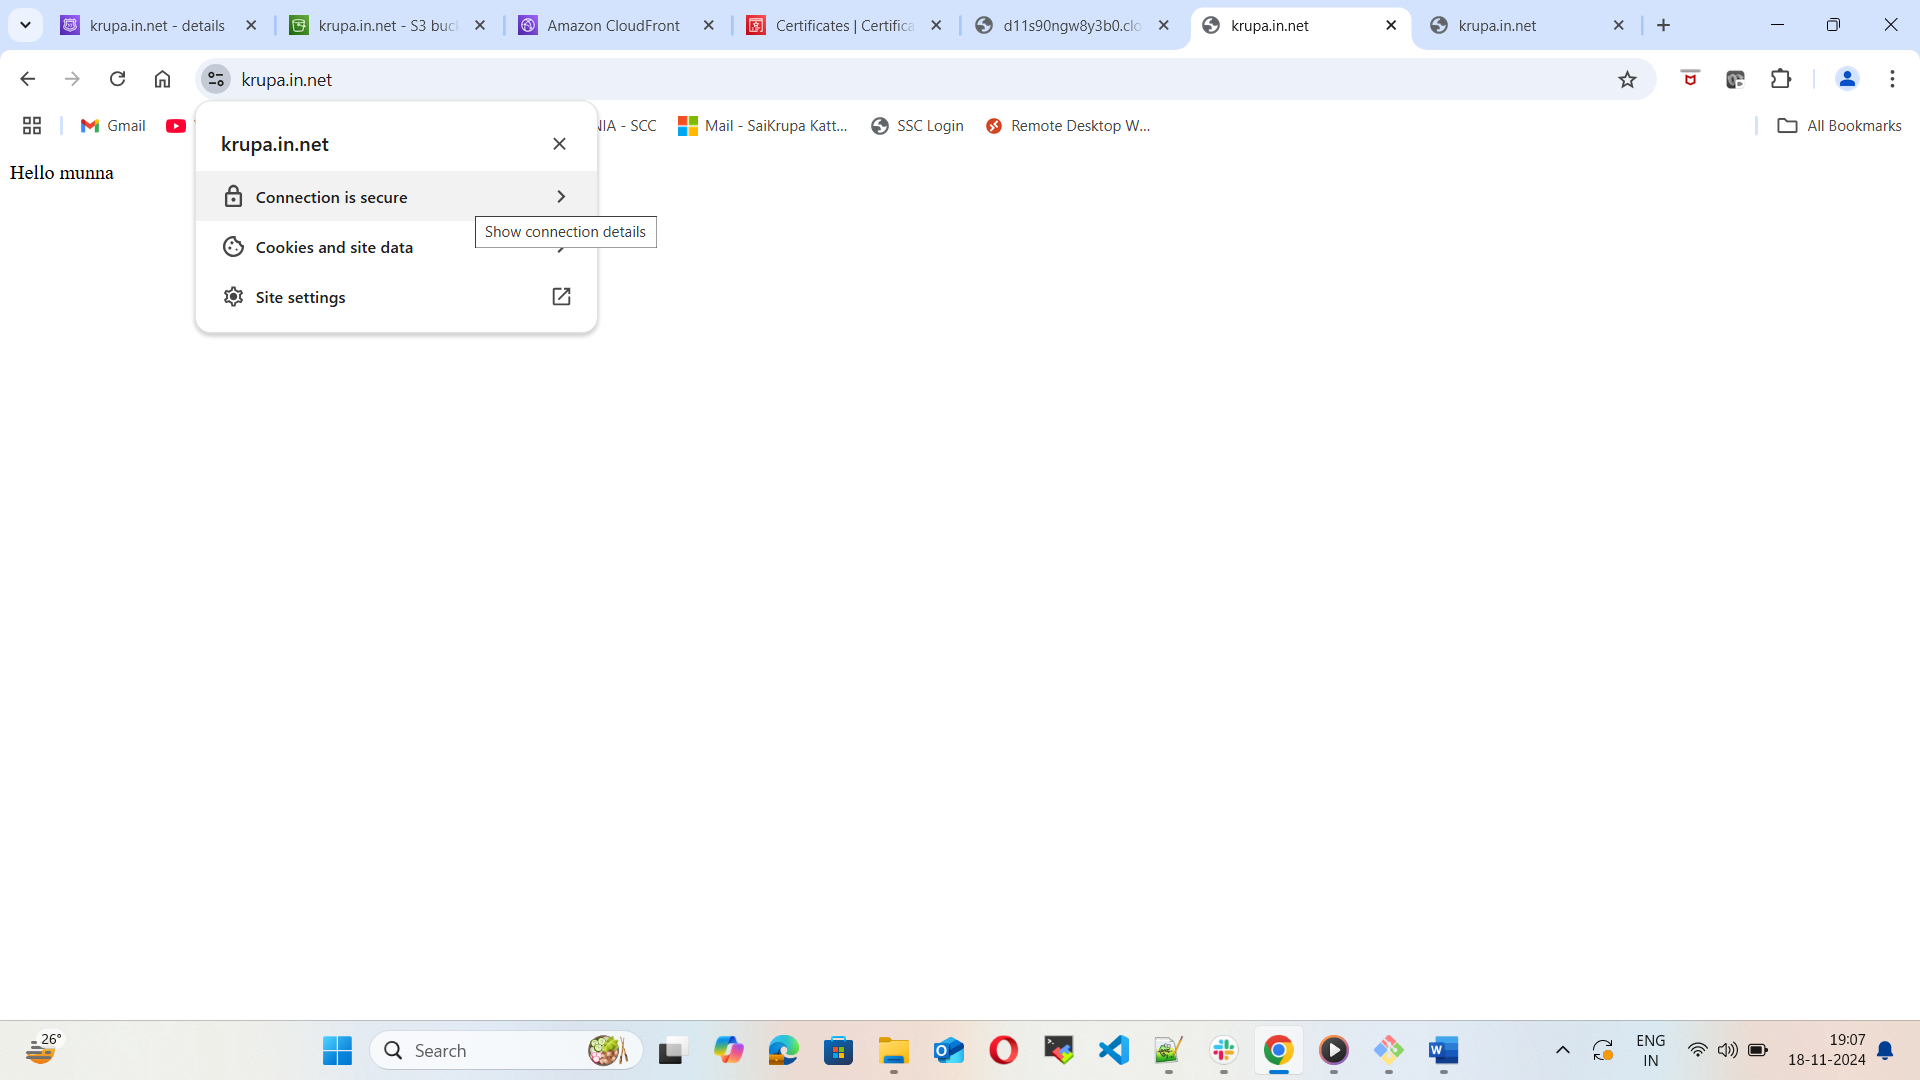 krupa.in.net - details
krupa.in.net - S3 buc
Amazon CloudFront
Certificates | Certifica
d11s90ngw8y3b0.clo
krupa.in.net
krupa.in.net
krupa.in.net
Gmail
NIA - SCC
Mail - SaiKrupa Katt...
SSC Login
Remote Desktop W...
All Bookmarks
krupa.in.net
Hello munna
Connection is secure
Show connection details
Cookies and site data
Site settings
26°
Search
ENG
IN
19:07
18-11-2024